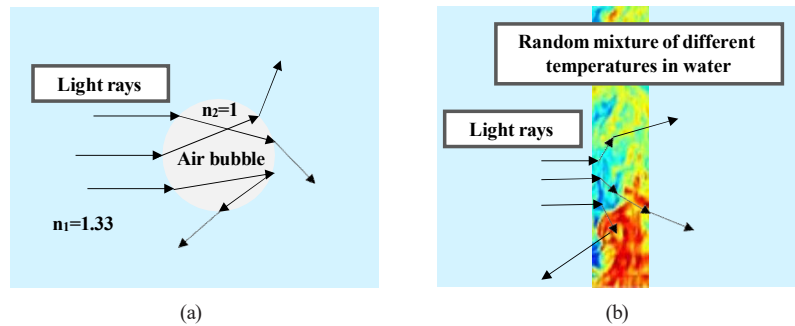 Light rays
n₂=1
Air bubble
n₁=1.33
(a)
Random mixture of different
temperatures in water
Light rays
(b)